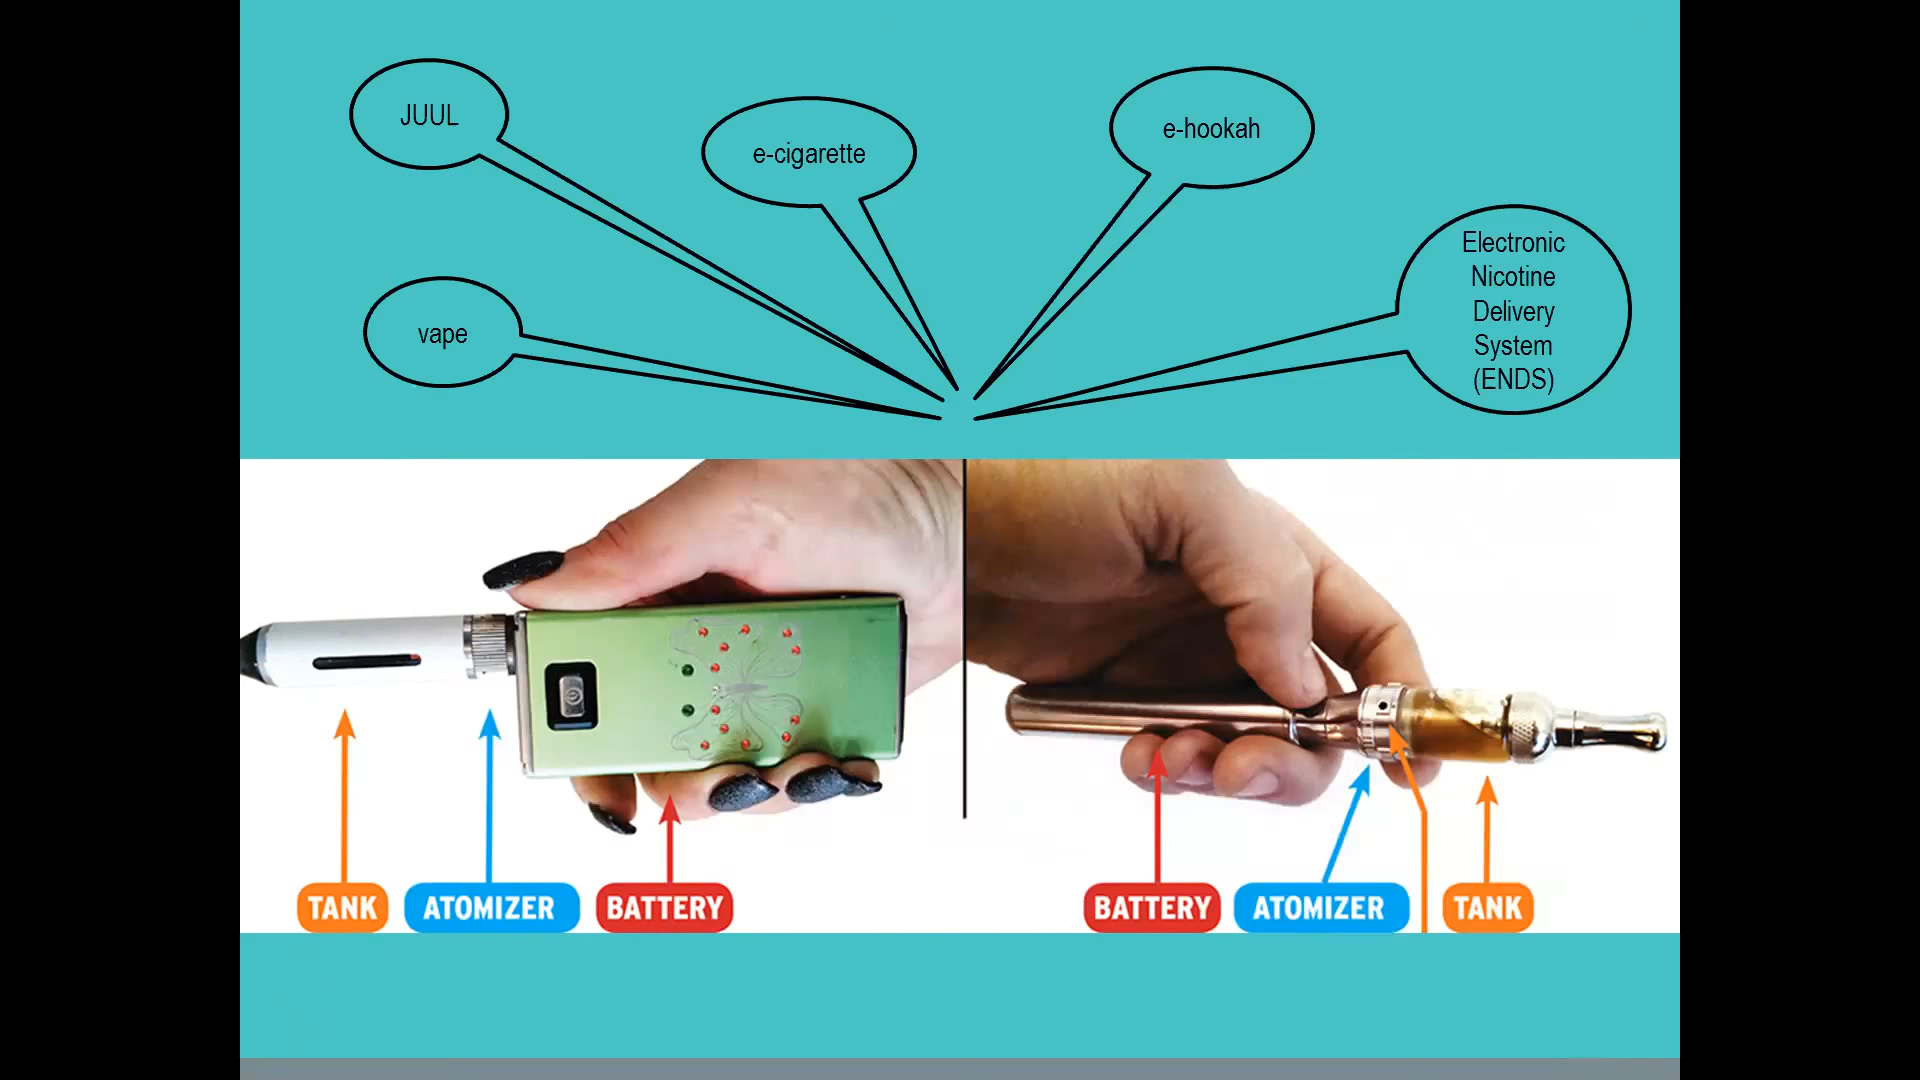 JUUL
e-cigarette
e-hookah
vape
Electronic
Nicotine
Delivery
System
(ENDS)
TANK
ATOMIZER
BATTERY
BATTERY
ATOMIZER
TANK